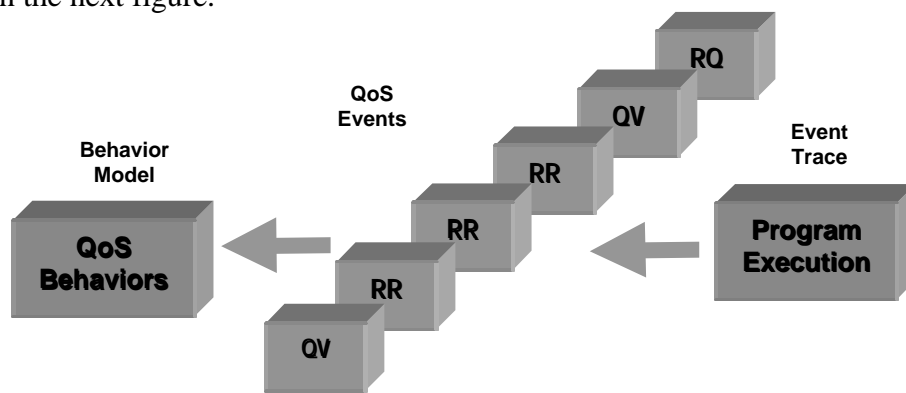 n the next figure.
RQ
QoS
Events
QV
Event
Trace
Behavior
Model
RR
RR
Program
Execution
QoS
Behaviors
RR
QV